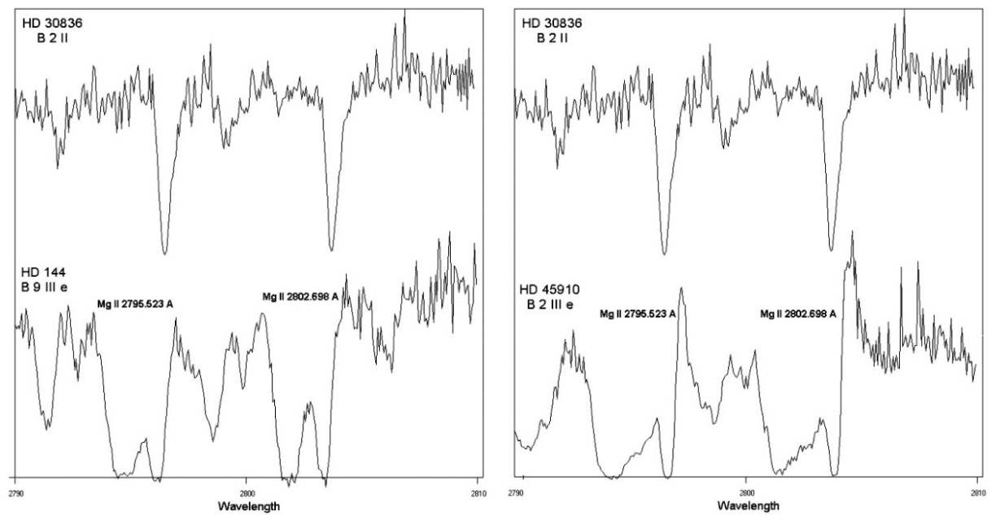 HD 30836
B 2 II
HD 144
B 9 III e
Mg II 2795.523 A
Mg II 2802.698 A
2790
2800
2810
Wavelength
HD 30836
B 2 II
HD 45910
B 2 III e
Mg II 2795.523 A
Mg II 2802.698 A
2790
2800
2810
Wavelength